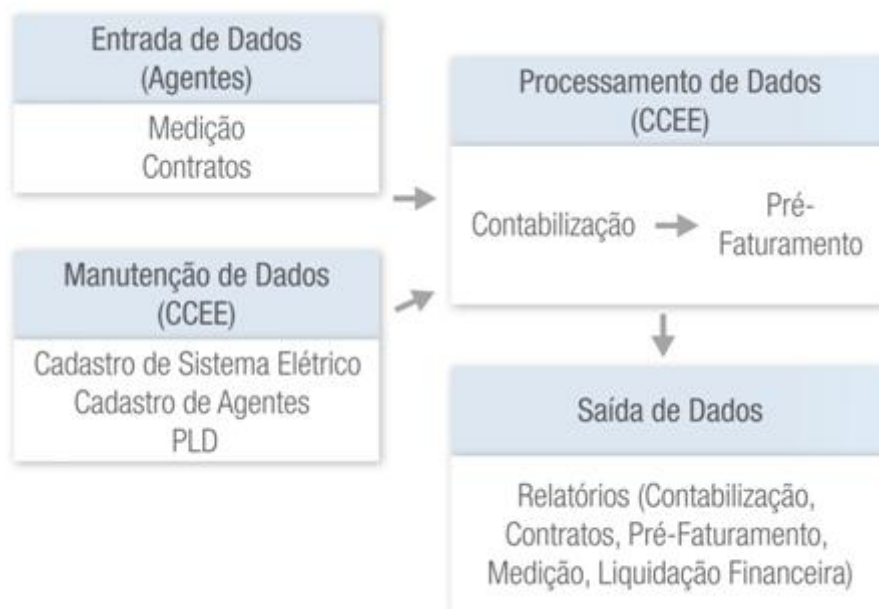 Entrada de Dados
(Agentes)
Medição
Contratos
Manutenção de Dados
(CCEE)
Cadastro de Sistema Elétrico
Cadastro de Agentes
PLD
Processamento de Dados
(CCEE)
Contabilização
Pré-
Faturamento
Saída de Dados
Relatórios (Contabilização,
Contratos, Pré-Faturamento,
Medição, Liquidação Financeira)